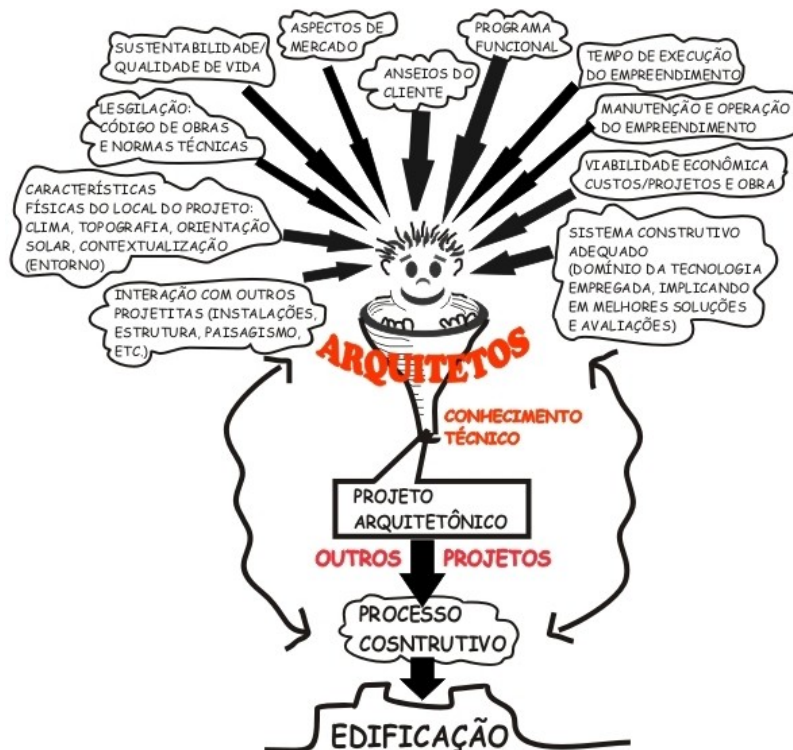 SUSTENTABILIDADE/
QUALIDADE DE VIDA
ASPECTOS DE
MERCADO
ANSEIOS DO
CLIENTE
PROGRAMA
FUNCIONAL
TEMPO DE EXECUÇÃO
DO EMPREENDIMENTO
LESGILAÇÃO:
CÓDIGO DE OBRAS
E NORMAS TÉCNICAS
MANUTENÇÃO E OPERAÇÃO
DO EMPREENDIMENTO
VIABILIDADE ECONÔMICA
CUSTOS/PROJETOS E OBRA
CARACTERÍSTICAS
FÍSICAS DO LOCAL DO PROJETO:
CLIMA, TOPOGRAFIA, ORIENTAÇÃO
SOLAR, CONTEXTUALIZAÇÃO
(ENTORNO)
SISTEMA CONSTRUTIVO
ADEQUADO
(DOMÍNIO DA TECNOLOGIA
EMPREGADA, IMPLICANDO
EM MELHORES SOLUÇÕES
E AVALIAÇÕES)
INTERAÇÃO COM OUTROS
PROJETITAS (INSTALAÇÕES,
ESTRUTURA, PAISAGISMO,
ETC.)
ARQUITETOS
CONHECIMENTO
TÉCNICO
PROJETO
ARQUITETÔNICO
OUTROS PROJETOS
PROCESSO
COSNTRUTIVO
EDIFICAÇÃO